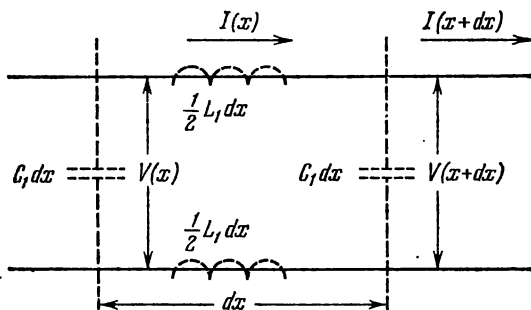 I(x)
I(x+dx)
½L₁dx
C₁dx
V(x)
C₁dx
V(x+dx)
½L₁dx
dx